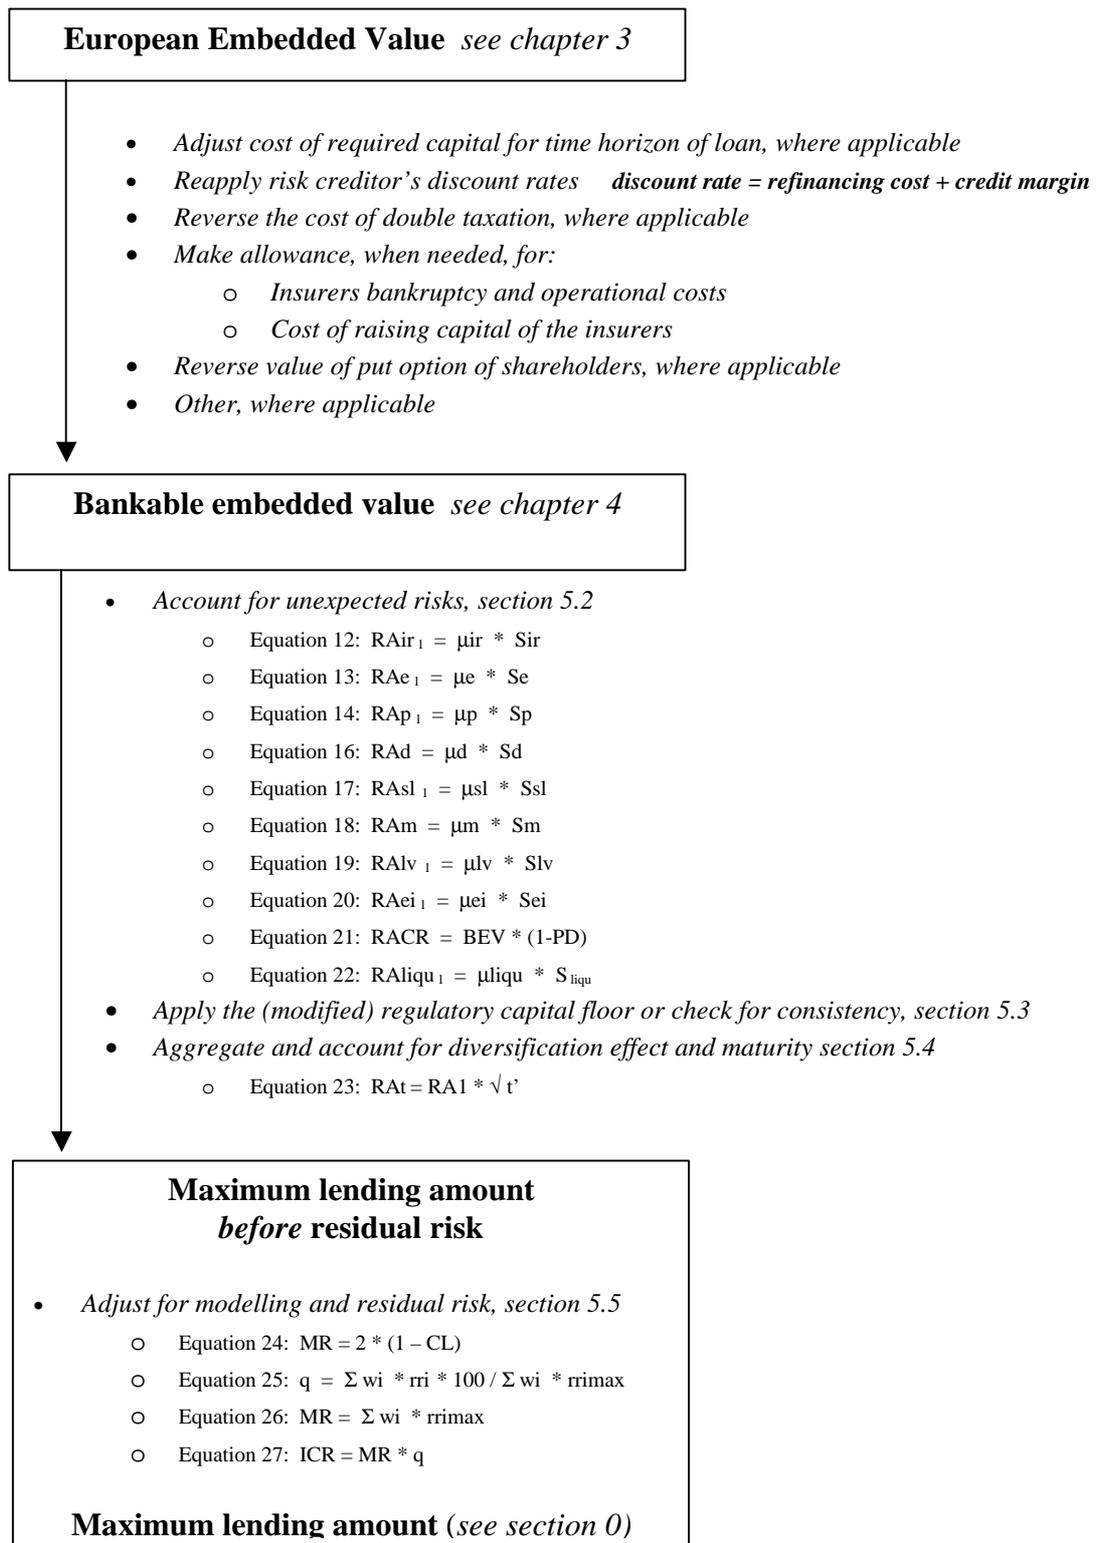 European Embedded Value see chapter 3
• Adjust cost of required capital for time horizon of loan, where applicable
• Reapply risk creditor's discount rates discount rate = refinancing cost + credit margin
• Reverse the cost of double taxation, where applicable
• Make allowance, when needed, for:
o Insurers bankruptcy and operational costs
o Cost of raising capital of the insurers
• Reverse value of put option of shareholders, where applicable
• Other, where applicable
Bankable embedded value see chapter 4
• Account for unexpected risks, section 5.2
o Equation 12: RAir 1 = μir * Sir
o Equation 13: RAe 1 = μe * Se
o Equation 14: RAp 1 = μp * Sp
o Equation 16: RAd = μd * Sd
o Equation 17: RAsl 1 = μsl * Ssl
o Equation 18: RAm = μm * Sm
o Equation 19: RAlv 1 = μlv * Slv
o Equation 20: RAei 1 = μei * Sei
o Equation 21: RACR = BEV * (1-PD)
o Equation 22: RAliqu 1 = μliqu * S liqu
• Apply the (modified) regulatory capital floor or check for consistency, section 5.3
• Aggregate and account for diversification effect and maturity section 5.4
o Equation 23: RAt = RA1 * √ t'
Maximum lending amount
before residual risk
• Adjust for modelling and residual risk, section 5.5
o Equation 24: MR = 2 * (1 – CL)
o Equation 25: q = Σ wi * rri * 100 / Σ wi * rrimax
o Equation 26: MR = Σ wi * rrimax
o Equation 27: ICR = MR * q
Maximum lending amount (see section 0)